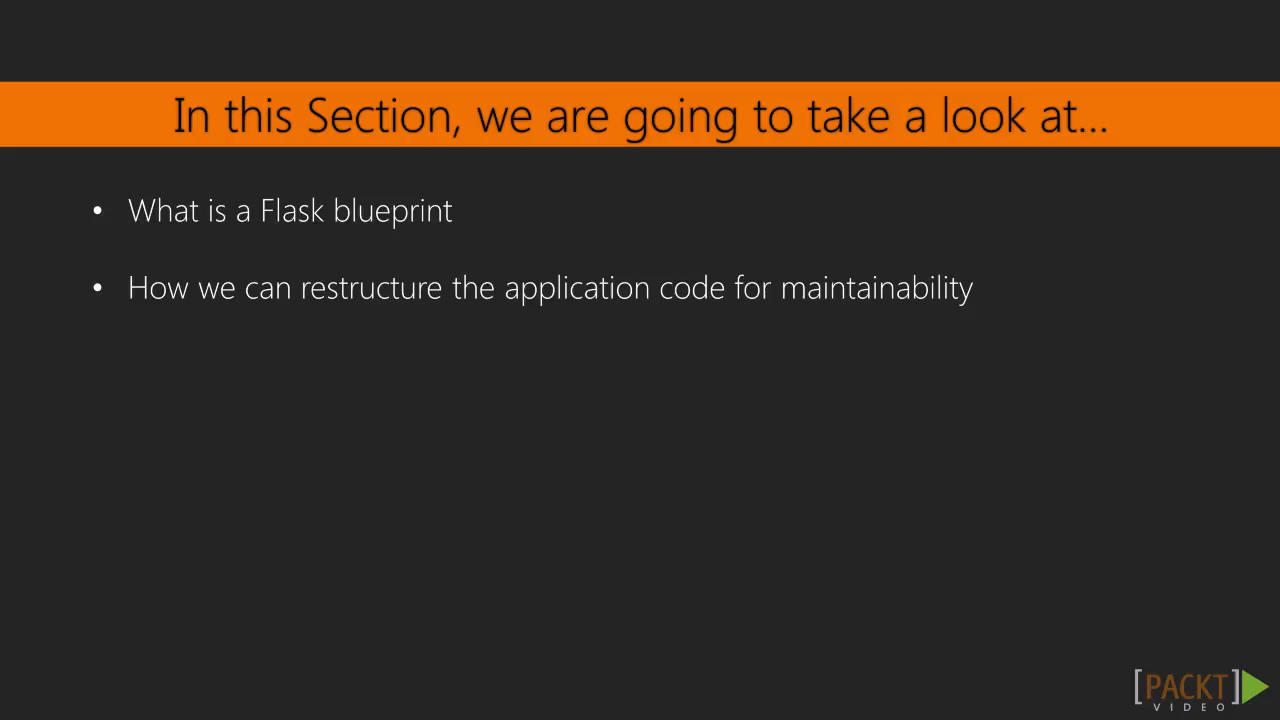 In this Section, we are going to take a look at...
• What is a Flask blueprint
• How we can restructure the application code for maintainability
[PACKT]
VIDEO